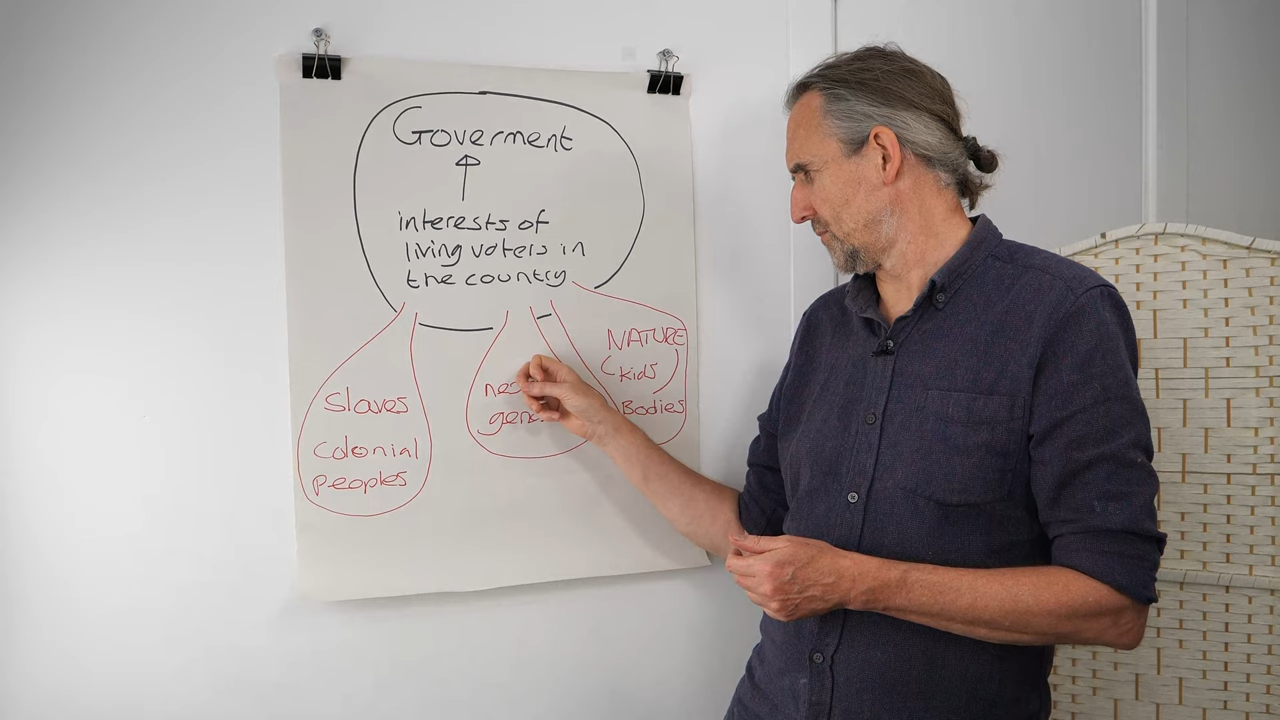 Goverment
interests of
living voters in
the country
Slaves
colonial
peoples
NATURE
(kids)
Bodies